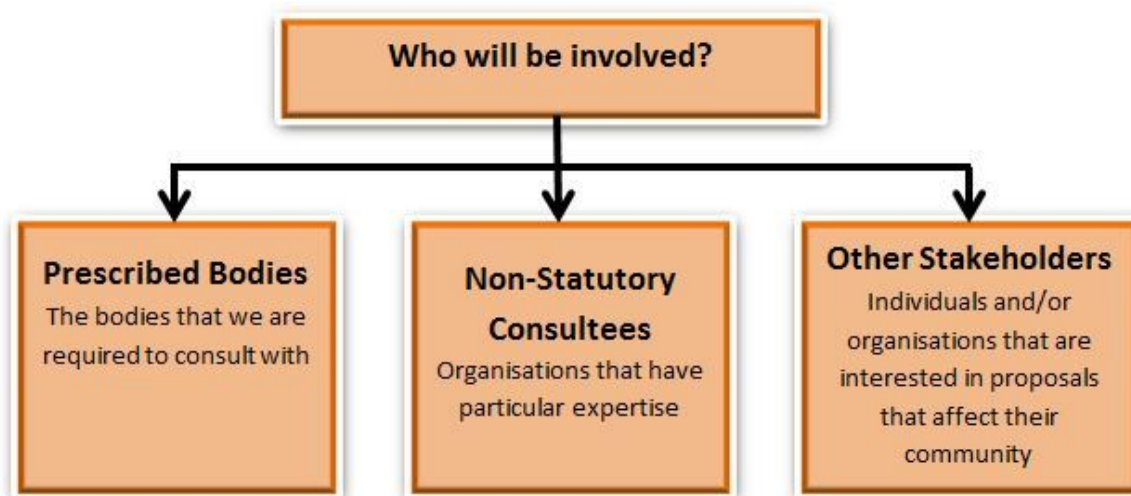 Who will be involved?
Prescribed Bodies
The bodies that we are
required to consult with
Non-Statutory
Consultees
Organisations that have
particular expertise
Other Stakeholders
Individuals and/or
organisations that are
interested in proposals
that affect their
community